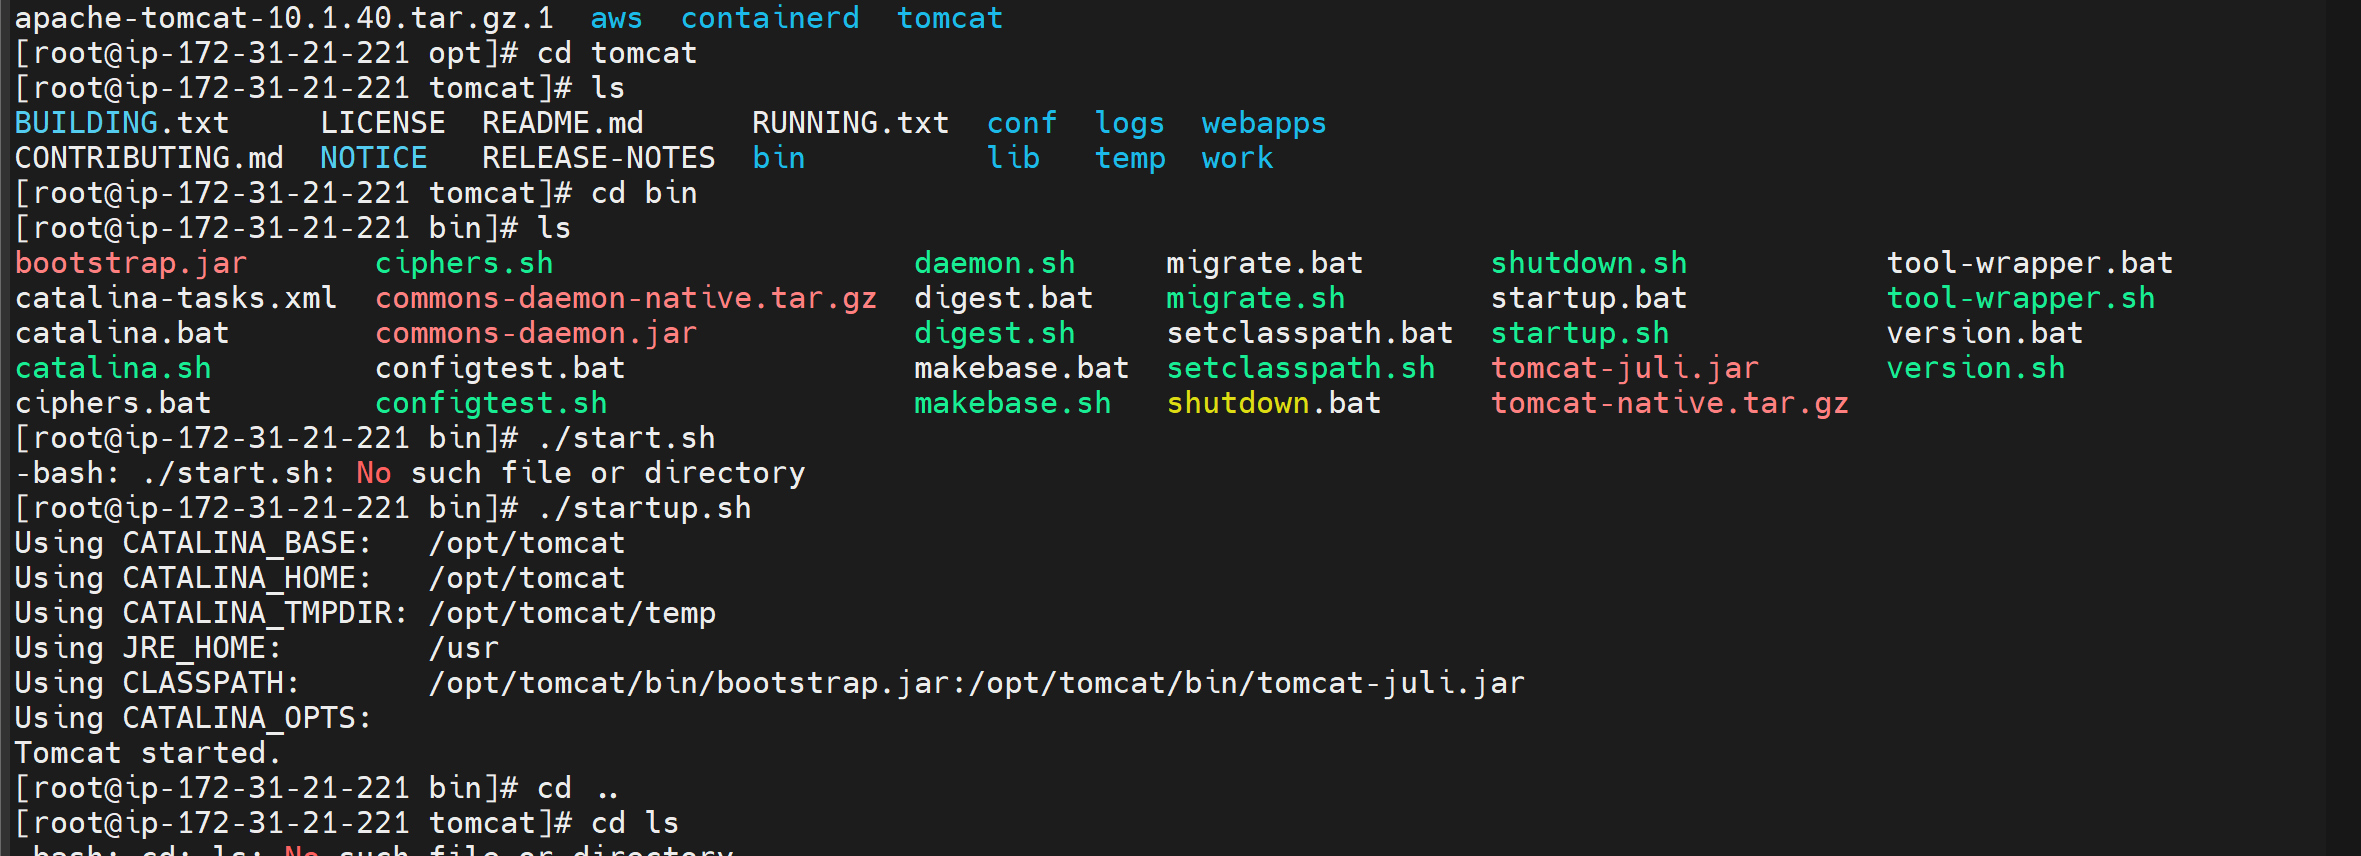 apache-tomcat-10.1.40.tar.gz.1  aws  containerd  tomcat
[root@ip-172-31-21-221 opt]# cd tomcat
[root@ip-172-31-21-221 tomcat]# ls
BUILDING.txt     LICENSE  README.md      RUNNING.txt  conf  logs  webapps
CONTRIBUTING.md  NOTICE   RELEASE-NOTES  bin          lib   temp  work
[root@ip-172-31-21-221 tomcat]# cd bin
[root@ip-172-31-21-221 bin]# ls
bootstrap.jar       ciphers.sh                    daemon.sh     migrate.bat      shutdown.sh           tool-wrapper.bat
catalina-tasks.xml  commons-daemon-native.tar.gz  digest.bat    migrate.sh       startup.bat           tool-wrapper.sh
catalina.bat        commons-daemon.jar            digest.sh     setclasspath.bat  startup.sh            version.bat
catalina.sh         configtest.bat                makebase.bat  setclasspath.sh   tomcat-juli.jar       version.sh
ciphers.bat         configtest.sh                 makebase.sh   shutdown.bat      tomcat-native.tar.gz
[root@ip-172-31-21-221 bin]# ./start.sh
-bash: ./start.sh: No such file or directory
[root@ip-172-31-21-221 bin]# ./startup.sh
Using CATALINA_BASE:   /opt/tomcat
Using CATALINA_HOME:   /opt/tomcat
Using CATALINA_TMPDIR: /opt/tomcat/temp
Using JRE_HOME:        /usr
Using CLASSPATH:       /opt/tomcat/bin/bootstrap.jar:/opt/tomcat/bin/tomcat-juli.jar
Using CATALINA_OPTS:
Tomcat started.
[root@ip-172-31-21-221 bin]# cd ..
[root@ip-172-31-21-221 tomcat]# cd ls
-bash: cd: ls: No such file or directory